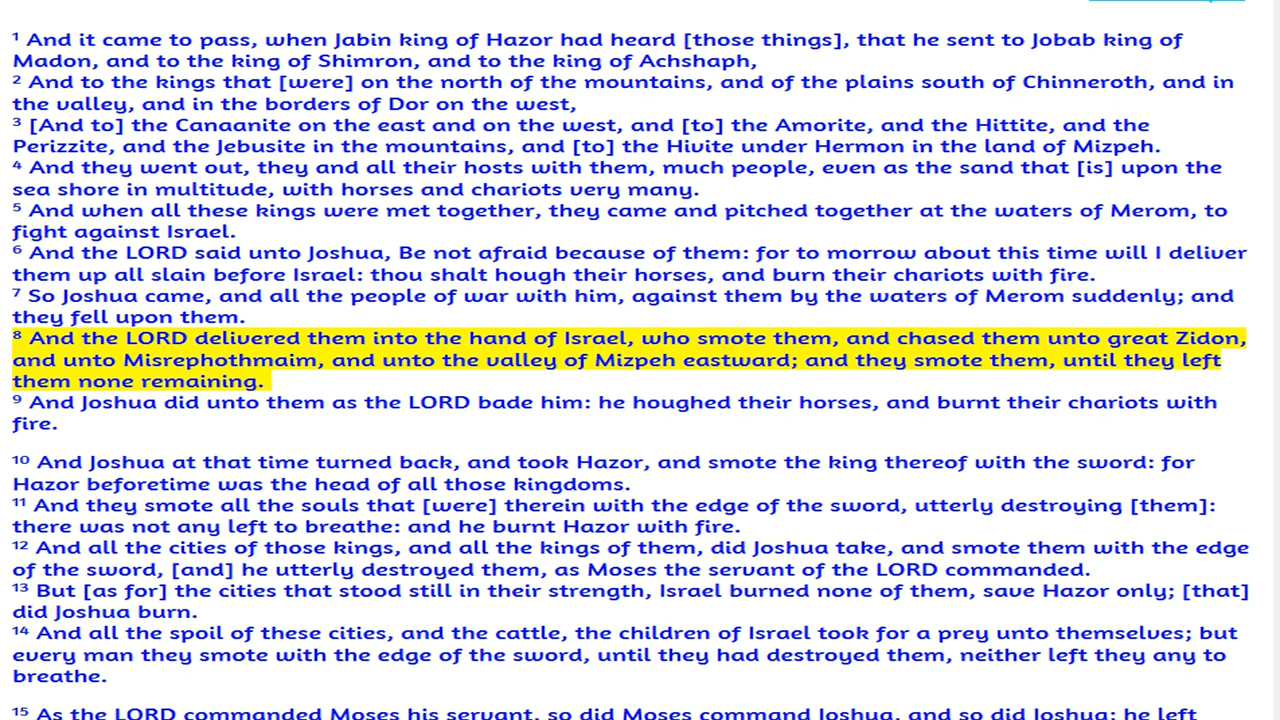 ¹ And it came to pass, when Jabin king of Hazor had heard [those things], that he sent to Jobab king of
Madon, and to the king of Shimron, and to the king of Achshaph,
² And to the kings that [were] on the north of the mountains, and of the plains south of Chinneroth, and in
the valley, and in the borders of Dor on the west,
³ [And to] the Canaanite on the east and on the west, and [to] the Amorite, and the Hittite, and the
Perizzite, and the Jebusite in the mountains, and [to] the Hivite under Hermon in the land of Mizpeh.
⁴ And they went out, they and all their hosts with them, much people, even as the sand that [is] upon the
sea shore in multitude, with horses and chariots very many.
⁵ And when all these kings were met together, they came and pitched together at the waters of Merom, to
fight against Israel.
⁶ And the LORD said unto Joshua, Be not afraid because of them: for to morrow about this time will I deliver
them up all slain before Israel: thou shalt hough their horses, and burn their chariots with fire.
⁷ So Joshua came, and all the people of war with him, against them by the waters of Merom suddenly; and
they fell upon them.
⁸ And the LORD delivered them into the hand of Israel, who smote them, and chased them unto great Zidon,
and unto Misrephothmaim, and unto the valley of Mizpeh eastward; and they smote them, until they left
them none remaining.
⁹ And Joshua did unto them as the LORD bade him: he houghed their horses, and burnt their chariots with
fire.
¹⁰ And Joshua at that time turned back, and took Hazor, and smote the king thereof with the sword: for
Hazor beforetime was the head of all those kingdoms.
¹¹ And they smote all the souls that [were] therein with the edge of the sword, utterly destroying [them]:
there was not any left to breathe: and he burnt Hazor with fire.
¹² And all the cities of those kings, and all the kings of them, did Joshua take, and smote them with the edge
of the sword, [and] he utterly destroyed them, as Moses the servant of the LORD commanded.
¹³ But [as for] the cities that stood still in their strength, Israel burned none of them, save Hazor only; [that]
did Joshua burn.
¹⁴ And all the spoil of these cities, and the cattle, the children of Israel took for a prey unto themselves; but
every man they smote with the edge of the sword, until they had destroyed them, neither left they any to
breathe.
¹⁵ As the LORD commanded Moses his servant, so did Moses command Joshua, and so did Joshua; he left